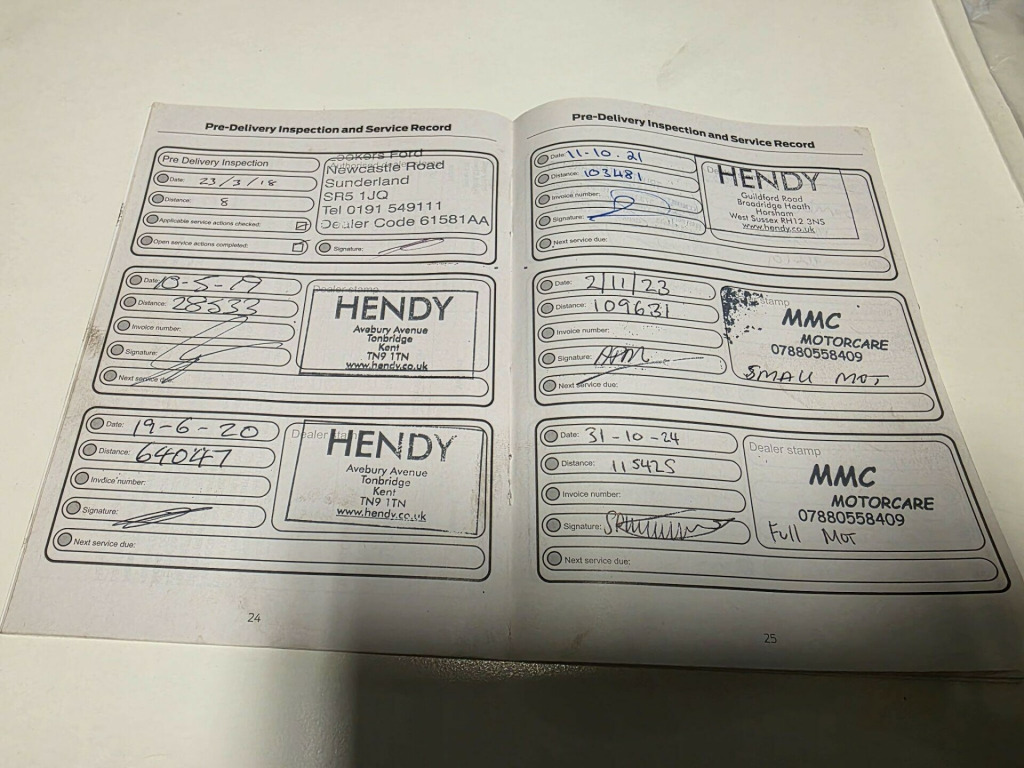 Pre-Delivery Inspection and Service Record
Pre Delivery Inspection
Date: 23/3/18
Distance: 8
Applicable service actions checked:
Open service actions completed:
Ford
Newcastle Road
Sunderland
SR5 1JQ
Tel 0191 549111
Dealer Code 61581AA
Signature:
Date: 13-5-19
Distance: 28533
Invoice number:
Signature:
Next service due:
Dealer stamp
HENDY
Avebury Avenue
Tonbridge
Kent
TN9 1TN
www.hendy.co.uk
Date: 19-6-20
Distance: 64047
Invoice number:
Signature:
Next service due:
Dealer stamp
HENDY
Avebury Avenue
Tonbridge
Kent
TN9 1TN
www.hendy.co.uk
24
Pre-Delivery Inspection and Service Record
Date: 11-10.21
Distance: 103481
Invoice number:
Signature:
Next service due:
HENDY
Guildford Road
Broadridge Heath
Horsham
West Sussex RH12 3NS
www.hendy.co.uk
Date: 2/11/23
Distance: 109631
Invoice number:
Signature:
Next service due:
stamp
MMC
MOTORCARE
07880558409
SMALL MOT
Date: 31-10-24
Distance: 115425
Invoice number:
Signature:
Next service due:
Dealer stamp
MMC
MOTORCARE
07880558409
Full MOT
25